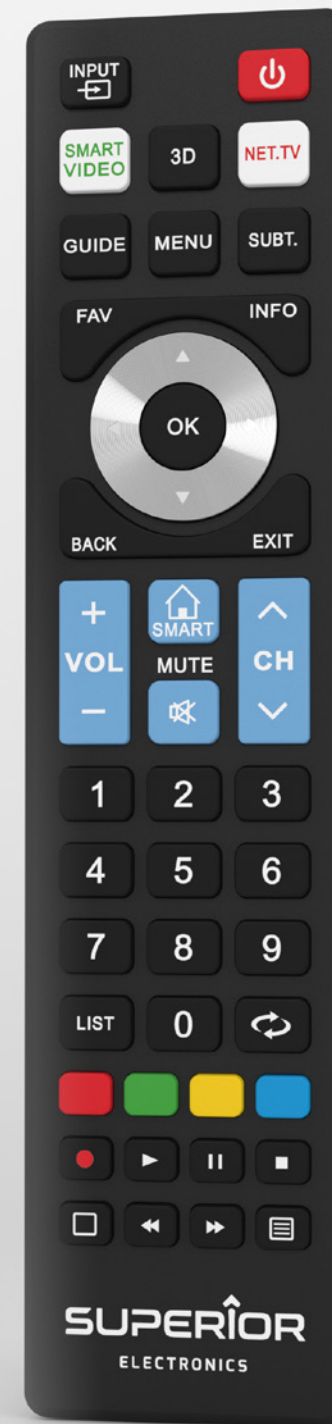 INPUT
SMART
VIDEO
3D
NET.TV
GUIDE
MENU
SUBT.
FAV
INFO
OK
BACK
EXIT
+
VOL
−
SMART
MUTE
CH
1 2 3
4 5 6
7 8 9
LIST 0
SUPERÎOR
ELECTRONICS